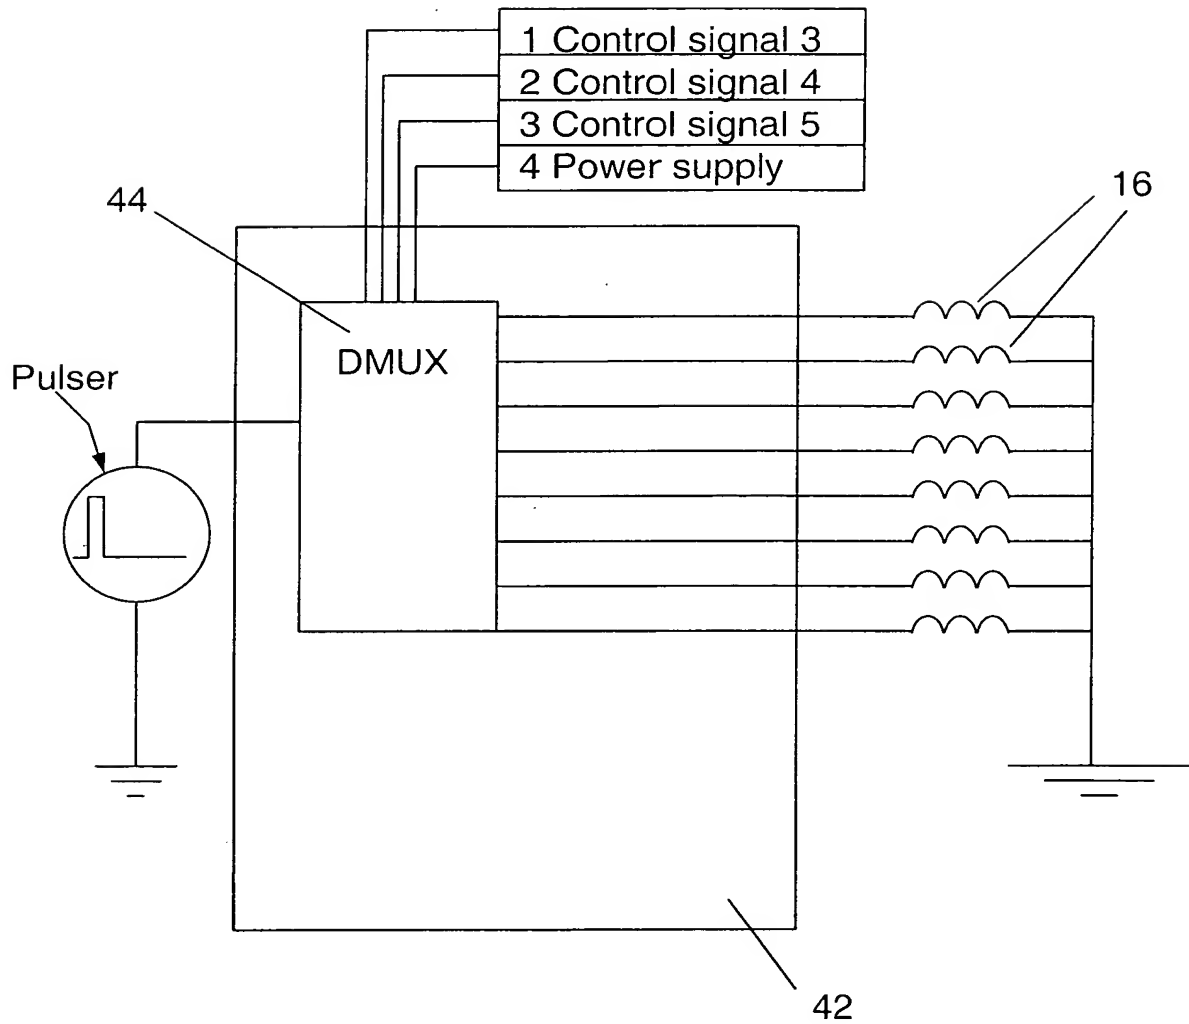 1 Control signal 3
2 Control signal 4
3 Control signal 5
4 Power supply
44
16
DMUX
Pulser
42